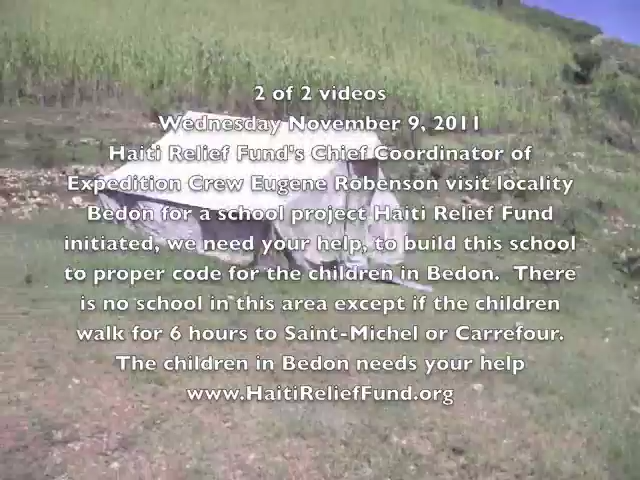 2 of 2 videos
Wednesday November 9, 2011
Haiti Relief Fund's Chief Coordinator of
Expedition Crew Eugene Robenson visit locality
Bedon for a school project Haiti Relief Fund
initiated, we need your help, to build this school
to proper code for the children in Bedon. There
is no school in this area except if the children
walk for 6 hours to Saint-Michel or Carrefour.
The children in Bedon needs your help
www.HaitiReliefFund.org